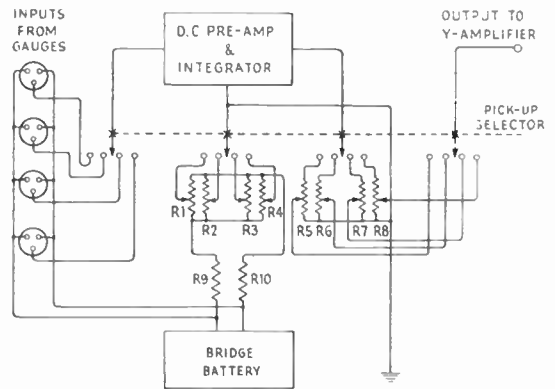 INPUTS
FROM
GAUGES
D.C PRE-AMP
&
INTEGRATOR
OUTPUT TO
Y-AMPLIFIER
PICK-UP
SELECTOR
R1
R2
R3
R4
R5
R6
R7
R8
R9
R10
BRIDGE
BATTERY